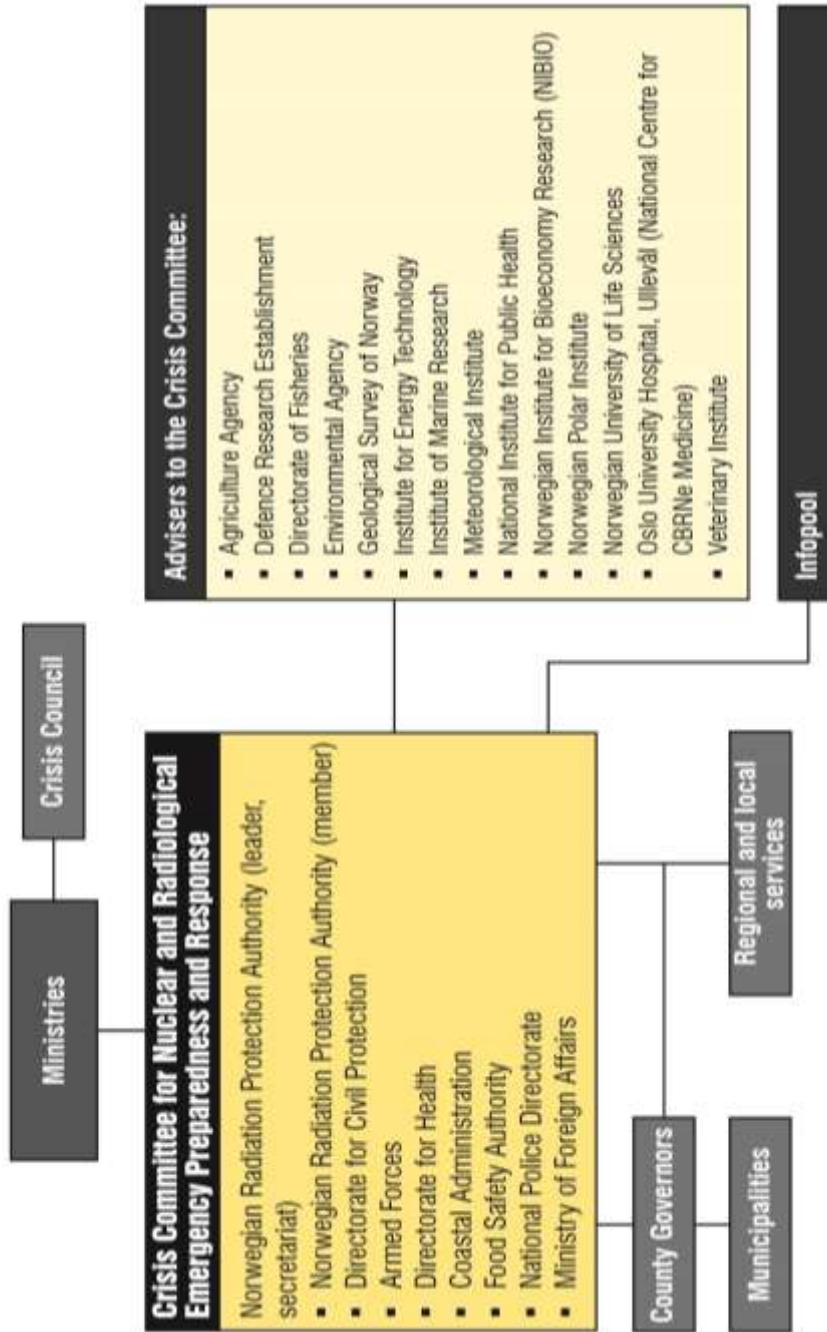 Ministries
Crisis Council
Crisis Committee for Nuclear and Radiological
Emergency Preparedness and Response
Norwegian Radiation Protection Authority (leader,
secretariat)
▪ Norwegian Radiation Protection Authority (member)
▪ Directorate for Civil Protection
▪ Armed Forces
▪ Directorate for Health
▪ Coastal Administration
▪ Food Safety Authority
▪ National Police Directorate
▪ Ministry of Foreign Affairs
Advisers to the Crisis Committee:
▪ Agriculture Agency
▪ Defence Research Establishment
▪ Directorate of Fisheries
▪ Environmental Agency
▪ Geological Survey of Norway
▪ Institute for Energy Technology
▪ Institute of Marine Research
▪ Meteorological Institute
▪ National Institute for Public Health
▪ Norwegian Institute for Bioeconomy Research (NIBIO)
▪ Norwegian Polar Institute
▪ Norwegian University of Life Sciences
▪ Oslo University Hospital, Ullevål (National Centre for
CBRNe Medicine)
▪ Veterinary Institute
Infopool
County Governors
Regional and local
services
Municipalities